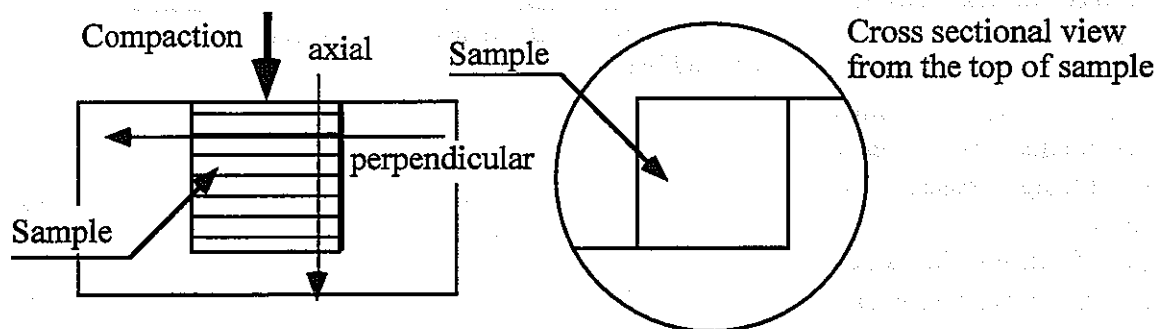 Compaction
axial
perpendicular
Sample
Sample
Cross sectional view
from the top of sample